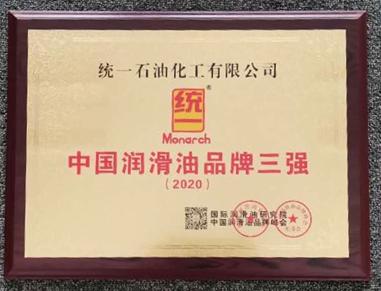 统一石油化工有限公司
统一
®
Monarch
中国润滑油品牌三强
(2020)
国际润滑油研究院
中国润滑油品牌峰会